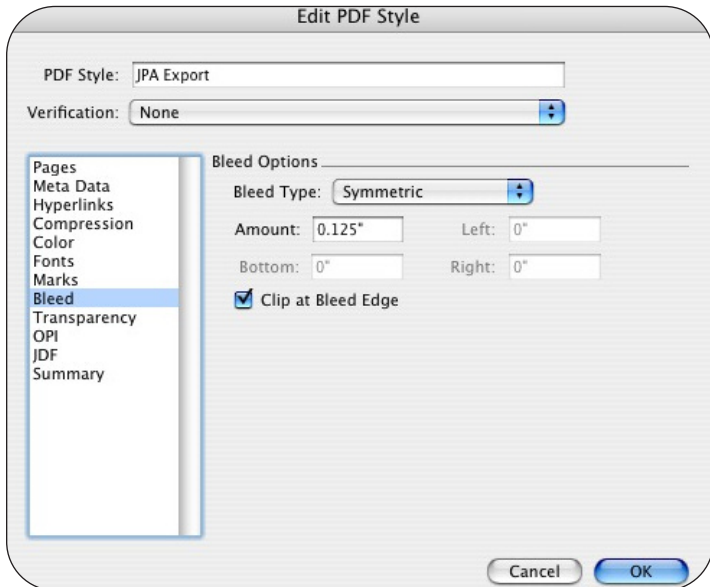 Edit PDF Style
PDF Style: JPA Export
Verification: None
Pages
Meta Data
Hyperlinks
Compression
Color
Fonts
Marks
Bleed
Transparency
OPI
JDF
Summary
Bleed Options
Bleed Type: Symmetric
Amount: 0.125" Left: 0"
Bottom: 0" Right: 0"
Clip at Bleed Edge
Cancel OK